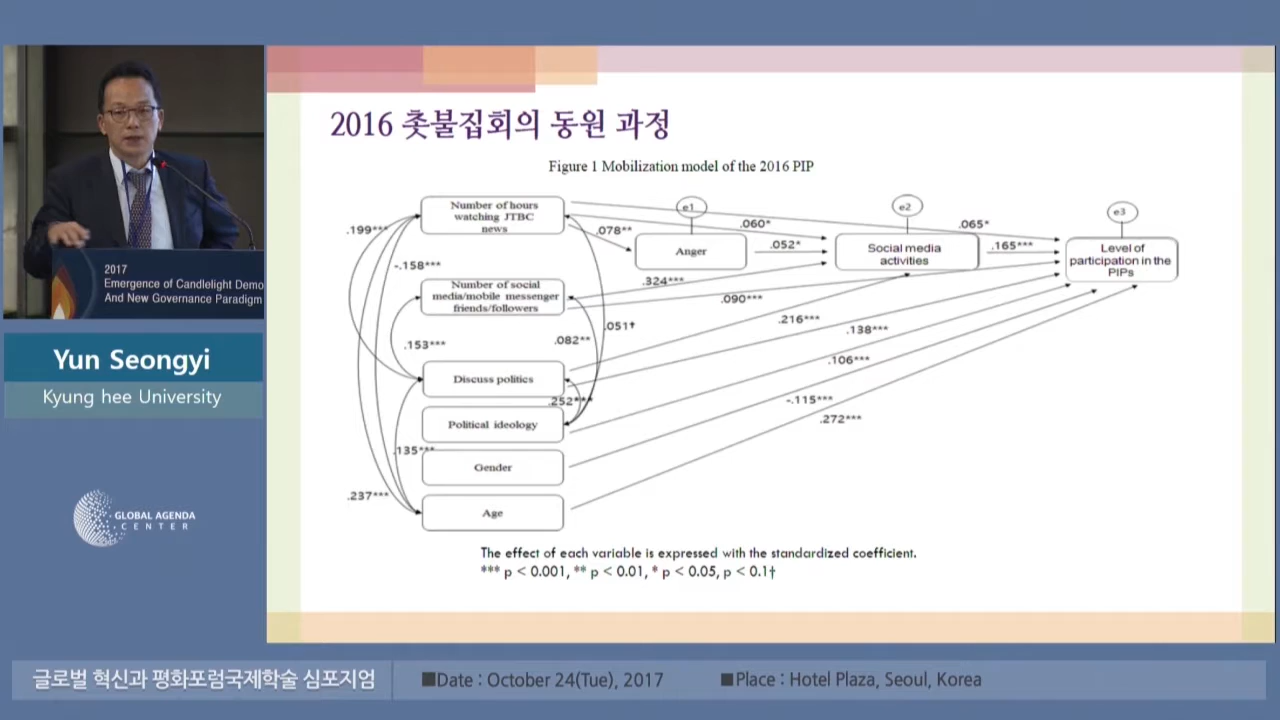 2016 촛불집회의 동원 과정
Figure 1 Mobilization model of the 2016 PIP
Number of hours
watching JTBC
news
Number of social
media/mobile messenger
friends/followers
Discuss politics
Political ideology
Gender
Age
e1
Anger
e2
Social media
activities
e3
Level of
participation in the
PIPs
.199***
-.158***
.153***
.135***
.237***
.078**
.060*
.052*
.065*
.165***
.324***
.090***
.051†
.082**
.252***
.216***
.138***
.106***
-.115***
.272***
The effect of each variable is expressed with the standardized coefficient.
*** p < 0.001, ** p < 0.01, * p < 0.05, p < 0.1†
2017
Emergence of Candlelight Demo
And New Governance Paradigm
Yun Seongyi
Kyung hee University
GLOBAL AGENDA
CENTER
글로벌 혁신과 평화포럼국제학술 심포지엄
■Date : October 24(Tue), 2017
■Place : Hotel Plaza, Seoul, Korea